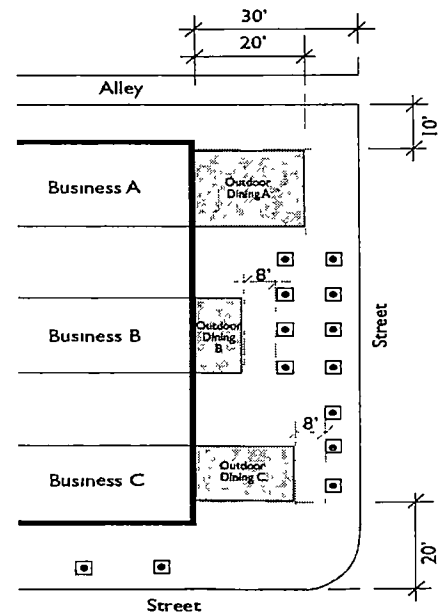 30'
20'
Alley
10'
Business A
Outdoor
Dining A
8'
Business B
Outdoor
Dining
B
Street
8'
Business C
Outdoor
Dining C
20'
Street